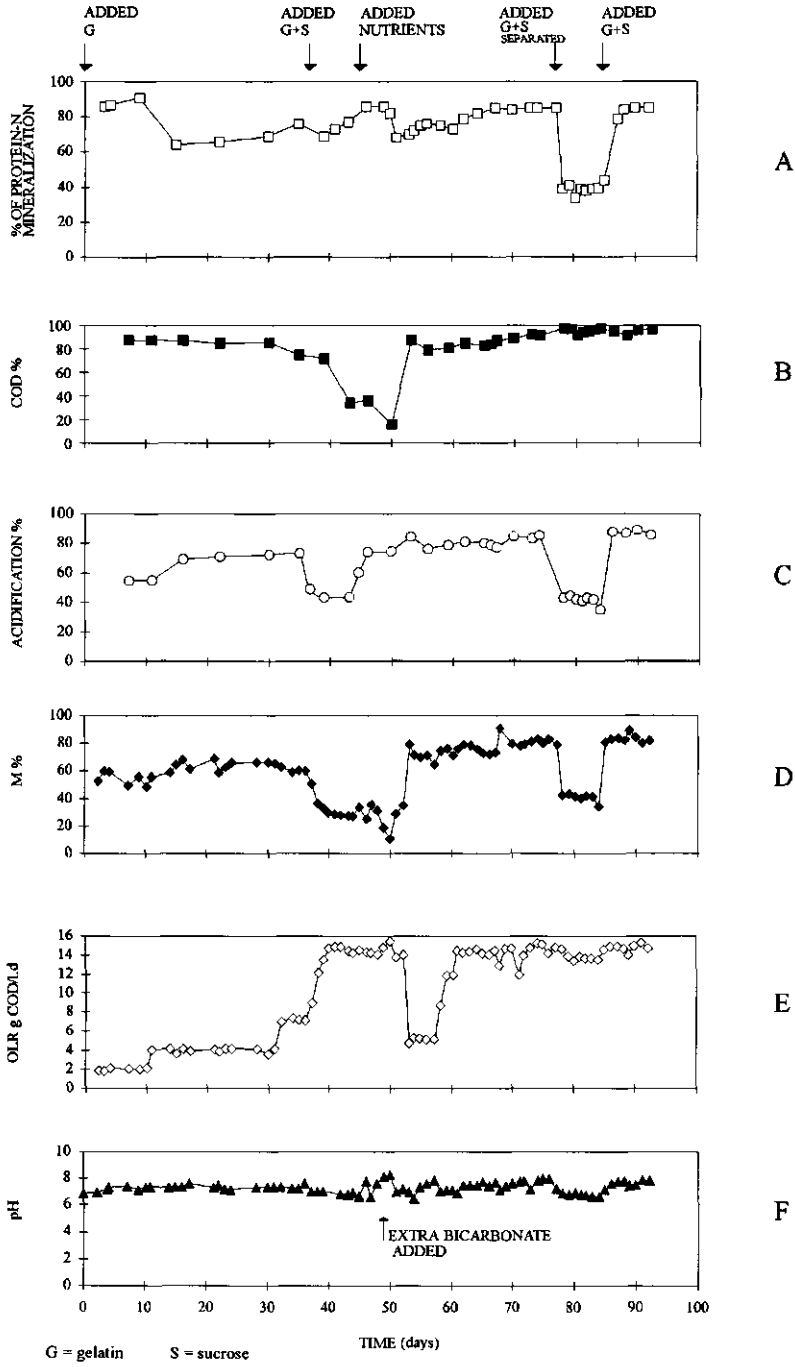 ADDED
G
ADDED
G+S
ADDED
NUTRIENTS
ADDED
G+S
SEPARATED
ADDED
G+S
% OF PROTEIN-N
MINERALIZATION
100
80
60
40
20
0
A
COD %
100
80
60
40
20
0
B
ACIDIFICATION %
100
80
60
40
20
0
C
M %
100
80
60
40
20
0
D
OLR g COD/l.d
16
14
12
10
8
6
4
2
0
E
pH
10
8
6
4
2
0
F
EXTRA BICARBONATE
ADDED
0 10 20 30 40 50 60 70 80 90 100
TIME (days)
G = gelatin S = sucrose